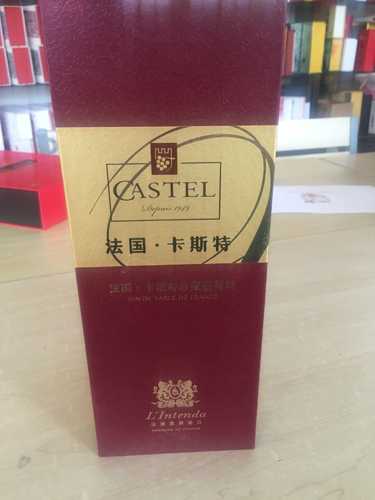 CASTEL
Depuis 1949
法国·卡斯特
VIN DE TABLE DE FRANCE
L'Intenda